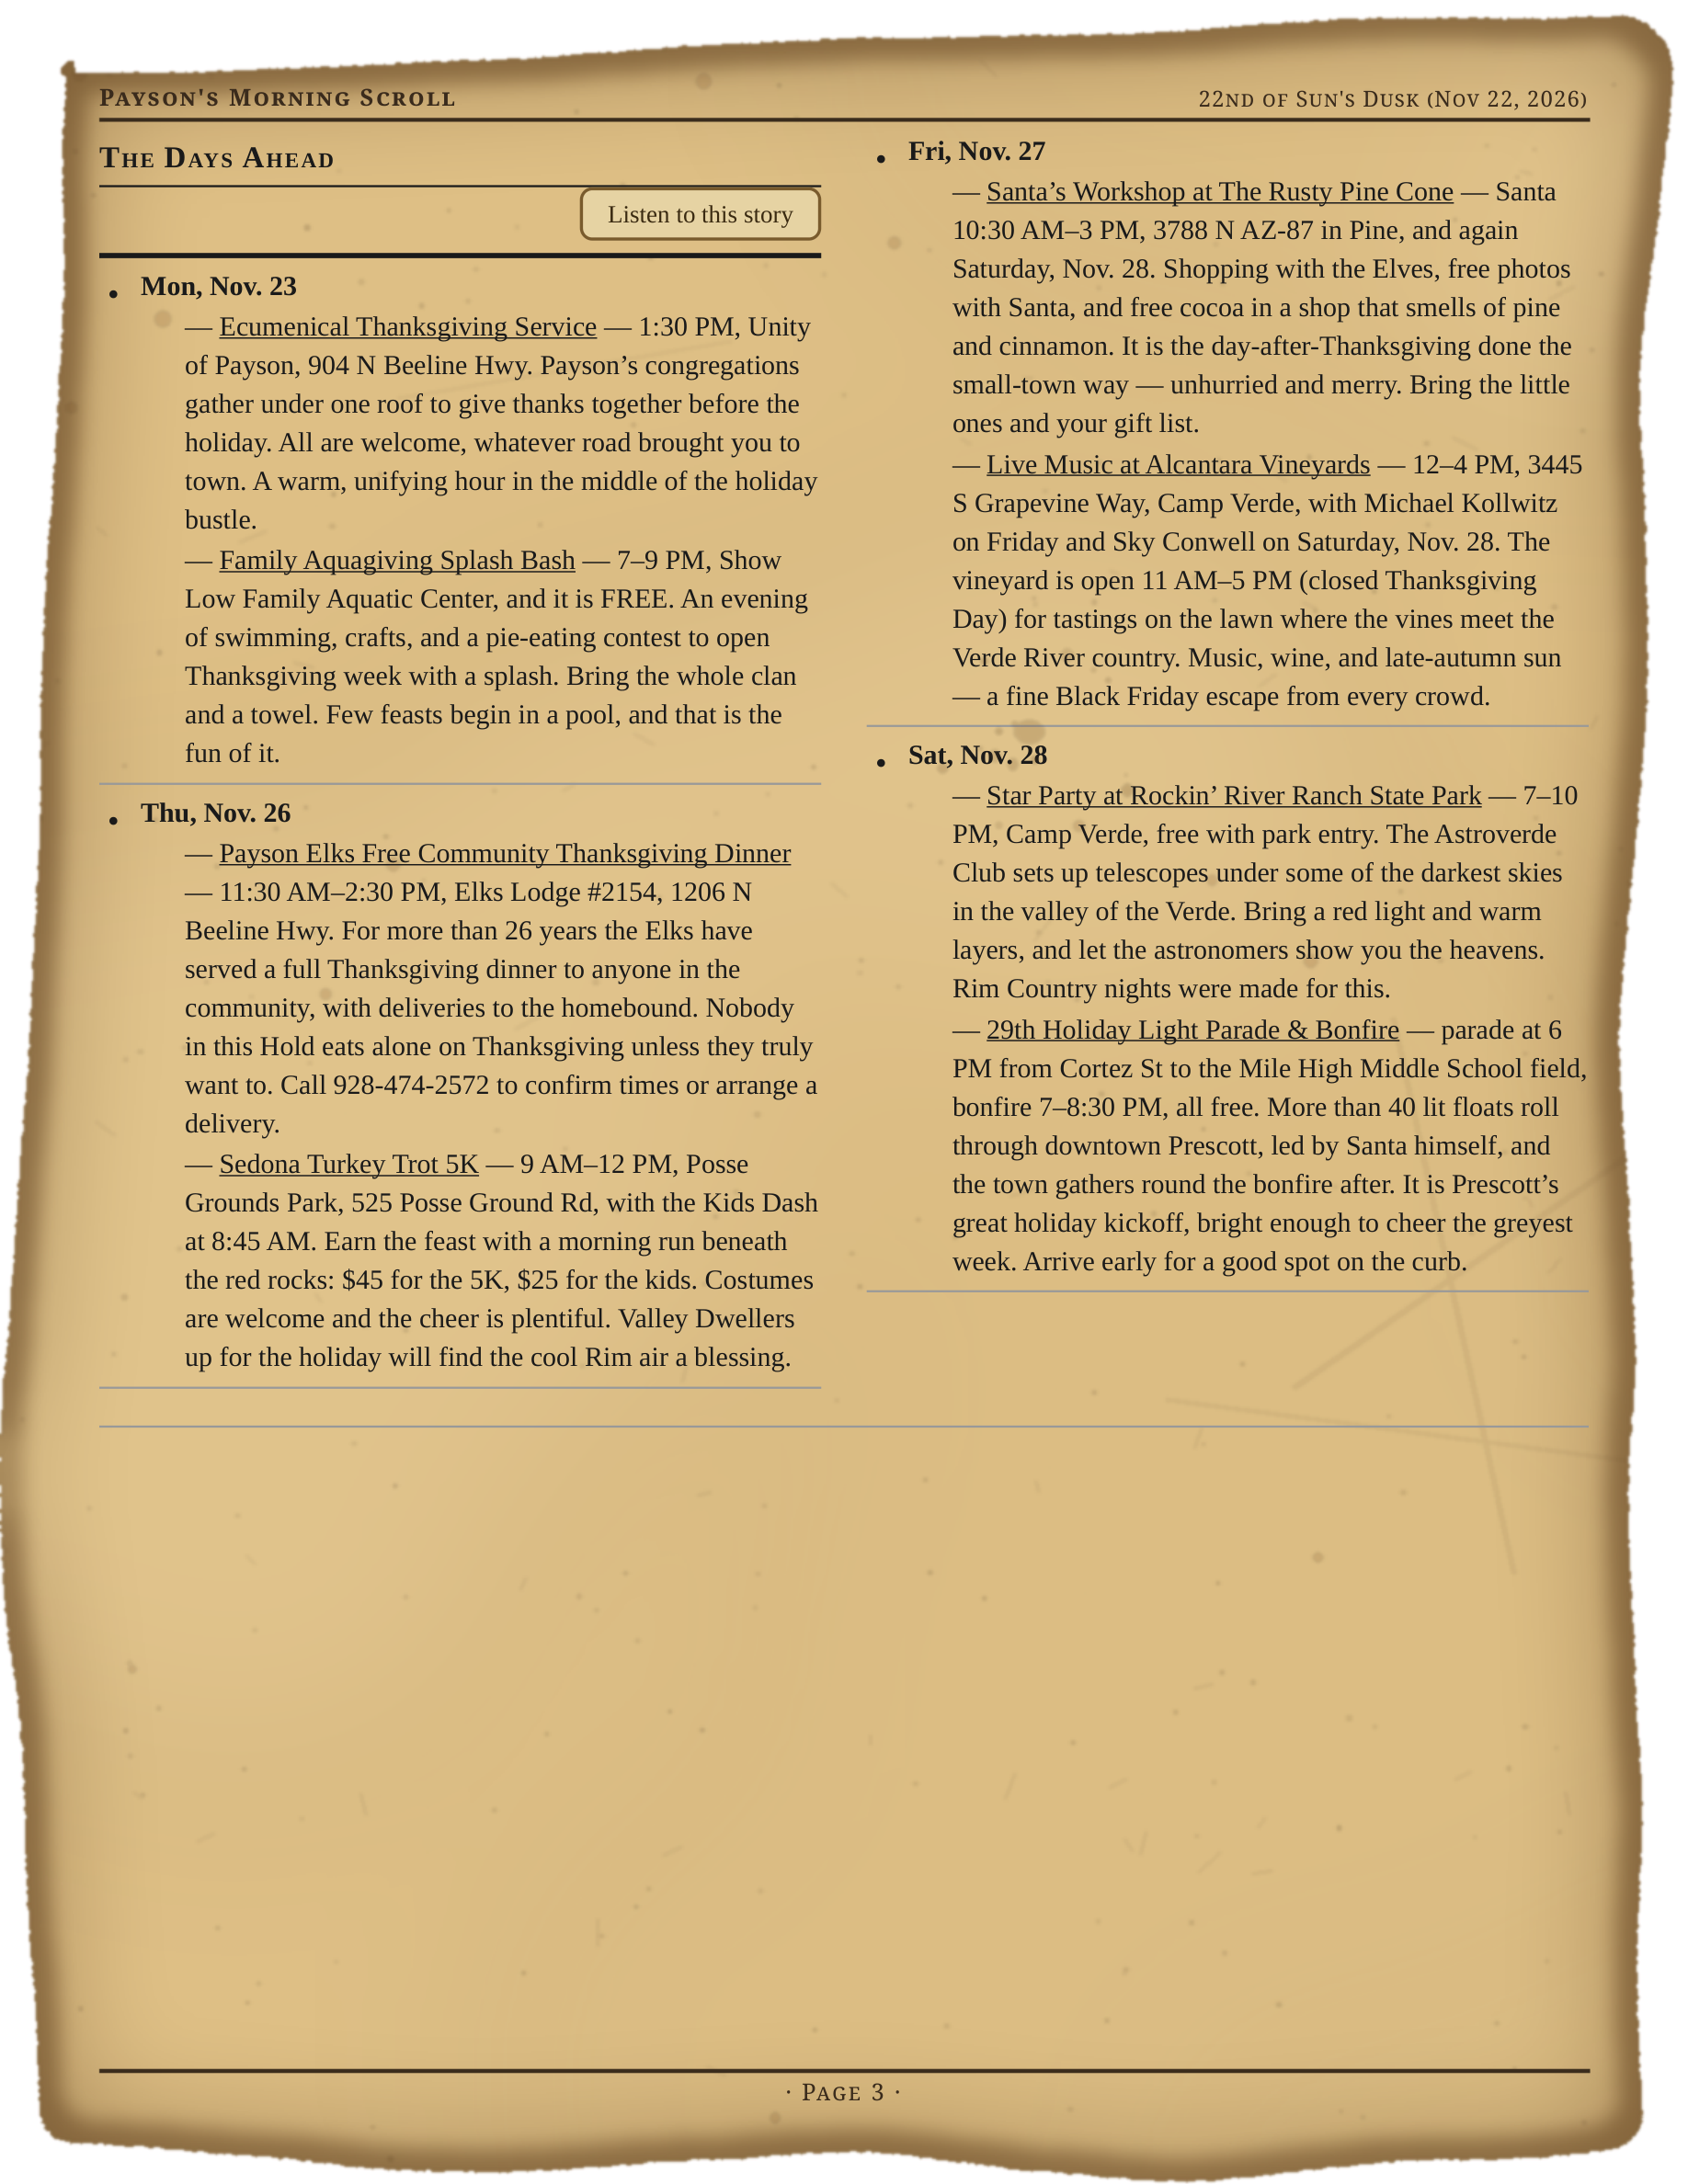 Payson's Morning Scroll
22nd of Sun's Dusk (Nov 22, 2026)
The Days Ahead
Listen to this story
• Mon, Nov. 23
— Ecumenical Thanksgiving Service — 1:30 PM, Unity
of Payson, 904 N Beeline Hwy. Payson’s congregations
gather under one roof to give thanks together before the
holiday. All are welcome, whatever road brought you to
town. A warm, unifying hour in the middle of the holiday
bustle.
— Family Aquagiving Splash Bash — 7–9 PM, Show
Low Family Aquatic Center, and it is FREE. An evening
of swimming, crafts, and a pie-eating contest to open
Thanksgiving week with a splash. Bring the whole clan
and a towel. Few feasts begin in a pool, and that is the
fun of it.
• Thu, Nov. 26
— Payson Elks Free Community Thanksgiving Dinner
— 11:30 AM–2:30 PM, Elks Lodge #2154, 1206 N
Beeline Hwy. For more than 26 years the Elks have
served a full Thanksgiving dinner to anyone in the
community, with deliveries to the homebound. Nobody
in this Hold eats alone on Thanksgiving unless they truly
want to. Call 928-474-2572 to confirm times or arrange a
delivery.
— Sedona Turkey Trot 5K — 9 AM–12 PM, Posse
Grounds Park, 525 Posse Ground Rd, with the Kids Dash
at 8:45 AM. Earn the feast with a morning run beneath
the red rocks: $45 for the 5K, $25 for the kids. Costumes
are welcome and the cheer is plentiful. Valley Dwellers
up for the holiday will find the cool Rim air a blessing.
• Fri, Nov. 27
— Santa’s Workshop at The Rusty Pine Cone — Santa
10:30 AM–3 PM, 3788 N AZ-87 in Pine, and again
Saturday, Nov. 28. Shopping with the Elves, free photos
with Santa, and free cocoa in a shop that smells of pine
and cinnamon. It is the day-after-Thanksgiving done the
small-town way — unhurried and merry. Bring the little
ones and your gift list.
— Live Music at Alcantara Vineyards — 12–4 PM, 3445
S Grapevine Way, Camp Verde, with Michael Kollwitz
on Friday and Sky Conwell on Saturday, Nov. 28. The
vineyard is open 11 AM–5 PM (closed Thanksgiving
Day) for tastings on the lawn where the vines meet the
Verde River country. Music, wine, and late-autumn sun
— a fine Black Friday escape from every crowd.
• Sat, Nov. 28
— Star Party at Rockin’ River Ranch State Park — 7–10
PM, Camp Verde, free with park entry. The Astroverde
Club sets up telescopes under some of the darkest skies
in the valley of the Verde. Bring a red light and warm
layers, and let the astronomers show you the heavens.
Rim Country nights were made for this.
— 29th Holiday Light Parade & Bonfire — parade at 6
PM from Cortez St to the Mile High Middle School field,
bonfire 7–8:30 PM, all free. More than 40 lit floats roll
through downtown Prescott, led by Santa himself, and
the town gathers round the bonfire after. It is Prescott’s
great holiday kickoff, bright enough to cheer the greyest
week. Arrive early for a good spot on the curb.
· Page 3 ·